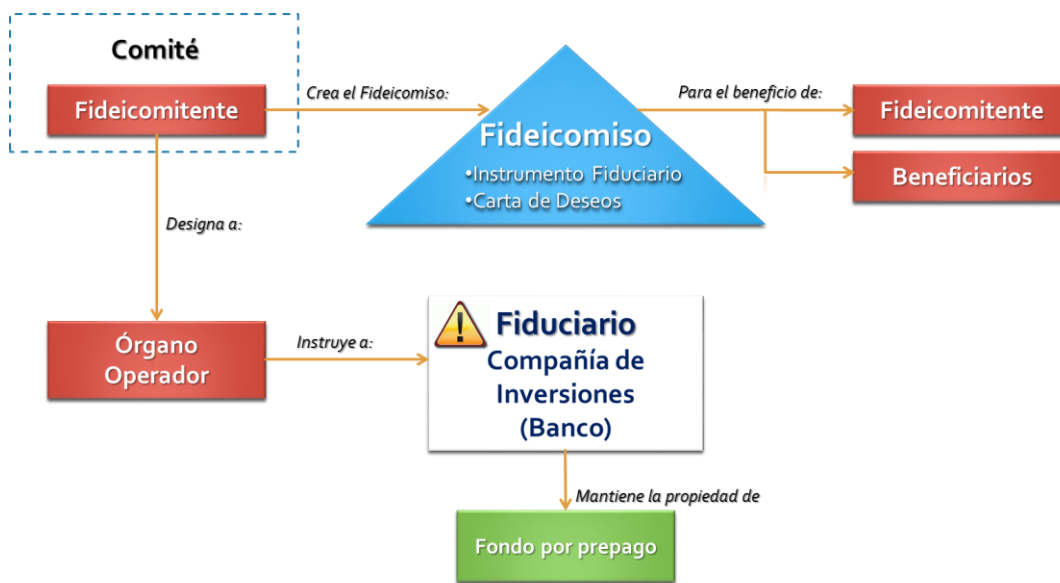 Comité
Fideicomitente
Crea el Fideicomiso:
Fideicomiso
•Instrumento Fiduciario
•Carta de Deseos
Para el beneficio de:
Fideicomitente
Beneficiarios
Designa a:
Órgano
Operador
Instruye a:
Fiduciario
Compañía de
Inversiones
(Banco)
Mantiene la propiedad de
Fondo por prepago